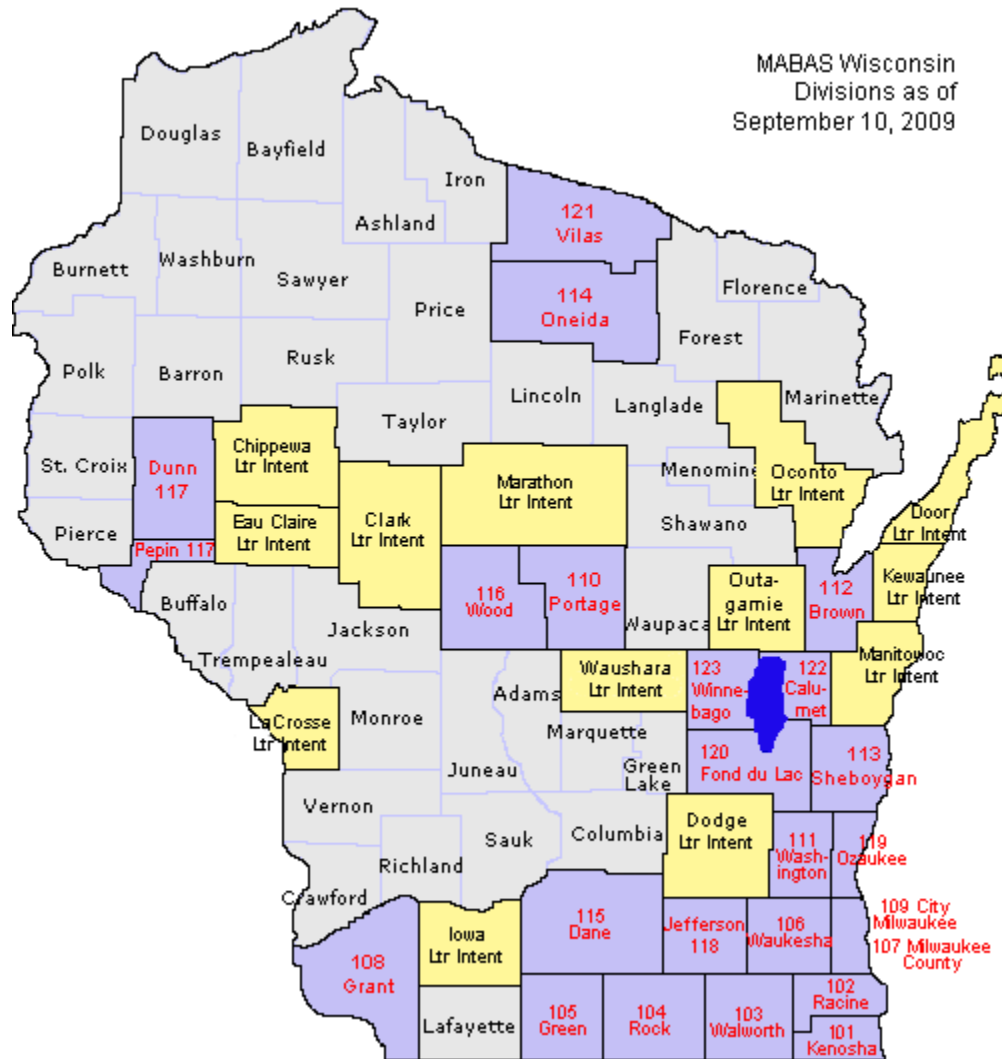 MABAS Wisconsin
Divisions as of
September 10, 2009
Douglas
Bayfield
Iron
Ashland
121
Vilas
Burnett
Washburn
Sawyer
Price
114
Oneida
Florence
Forest
Polk
Barron
Rusk
Lincoln
Langlade
Marinette
Taylor
St. Croix
Dunn
117
Chippewa
Ltr Intent
Clark
Ltr Intent
Marathon
Ltr Intent
Menomine
Oconto
Ltr Intent
Shawano
Pierce
Pepin 117
Eau Claire
Ltr Intent
Door
Ltr Intent
Buffalo
Trempealeau
Jackson
116
Wood
110
Portage
Waupaca
Outa-
gamie
Ltr Intent
112
Brown
Kewaunee
Ltr Intent
LaCrosse
Ltr Intent
Monroe
Juneau
Adams
Waushara
Ltr Intent
123
Winne-
bago
122
Calu-
met
Manitowoc
Ltr Intent
Marquette
Green
Lake
120
Fond du Lac
113
Sheboygan
Vernon
Richland
Sauk
Columbia
Dodge
Ltr Intent
111
Wash-
ington
119
Ozaukee
Crawford
108
Grant
Iowa
Ltr Intent
115
Dane
Jefferson
118
106
Waukesha
109 City
Milwaukee
107 Milwaukee
County
Lafayette
105
Green
104
Rock
103
Walworth
102
Racine
101
Kenosha